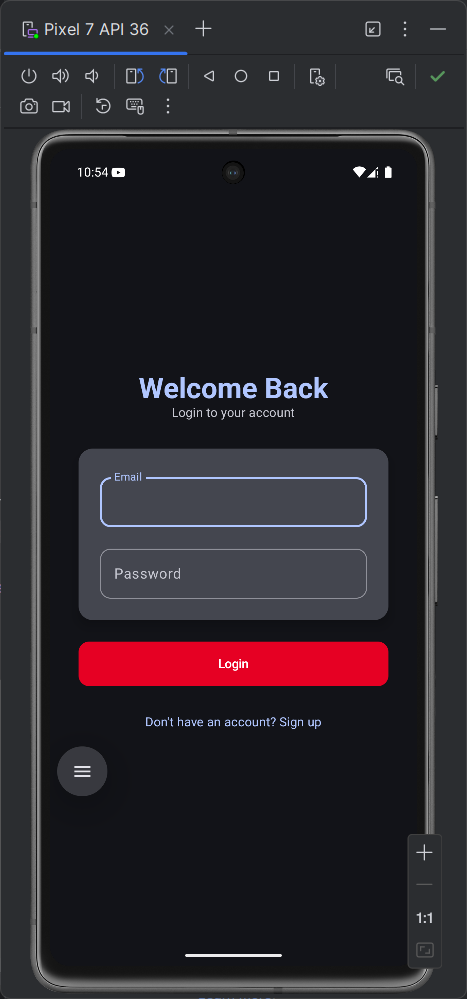 Pixel 7 API 36
10:54
Welcome Back
Login to your account
Email
Password
Login
Don't have an account? Sign up
1:1